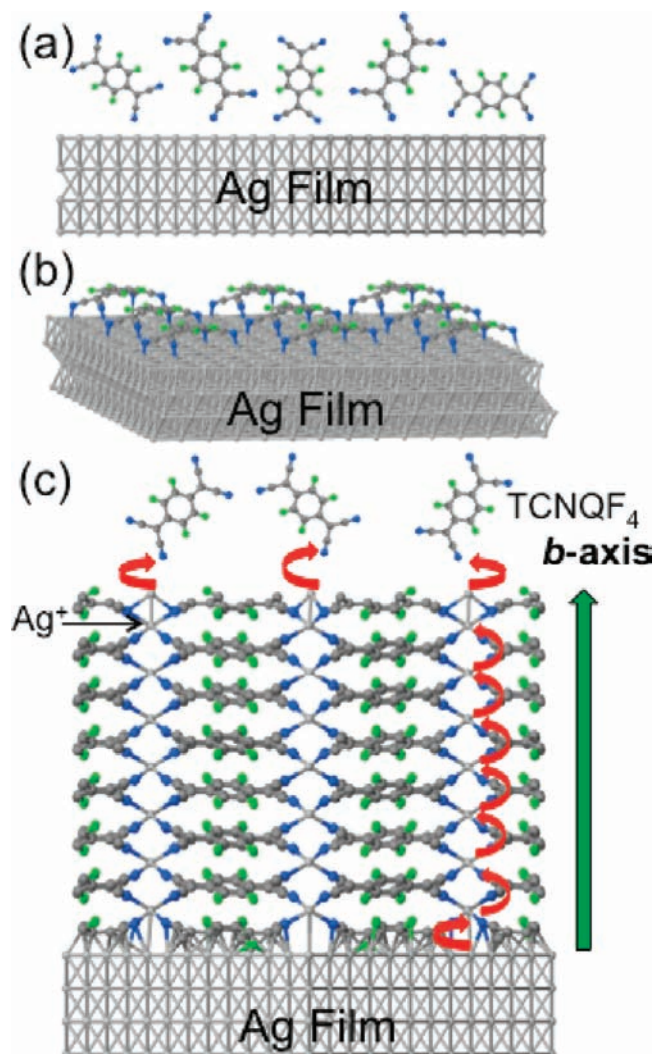 (a)
Ag Film
(b)
Ag Film
(c)
TCNQF₄
b-axis
Ag⁺
Ag Film